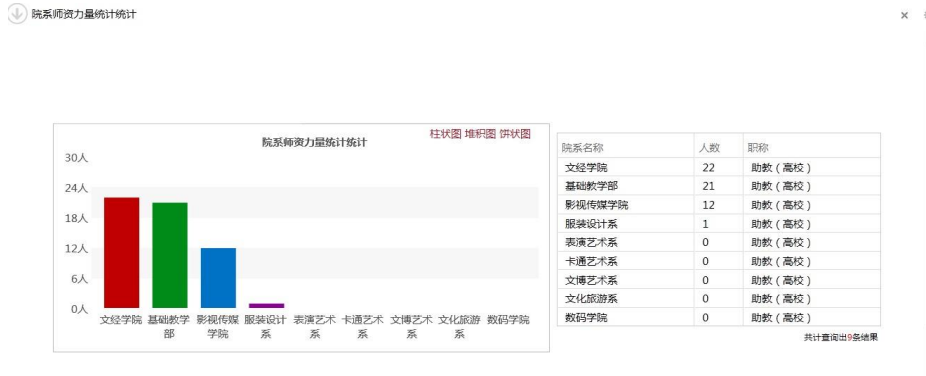 院系师资力量统计统计
×
院系师资力量统计统计
柱状图 堆积图 饼状图
30人
24人
18人
12人
6人
0人
文经学院 基础教学部 影视传媒学院 服装设计系 表演艺术系 卡通艺术系 文博艺术系 文化旅游系 数码学院
院系名称 人数 职称
文经学院 22 助教(高校)
基础教学部 21 助教(高校)
影视传媒学院 12 助教(高校)
服装设计系 1 助教(高校)
表演艺术系 0 助教(高校)
卡通艺术系 0 助教(高校)
文博艺术系 0 助教(高校)
文化旅游系 0 助教(高校)
数码学院 0 助教(高校)
共计查询出9条结果